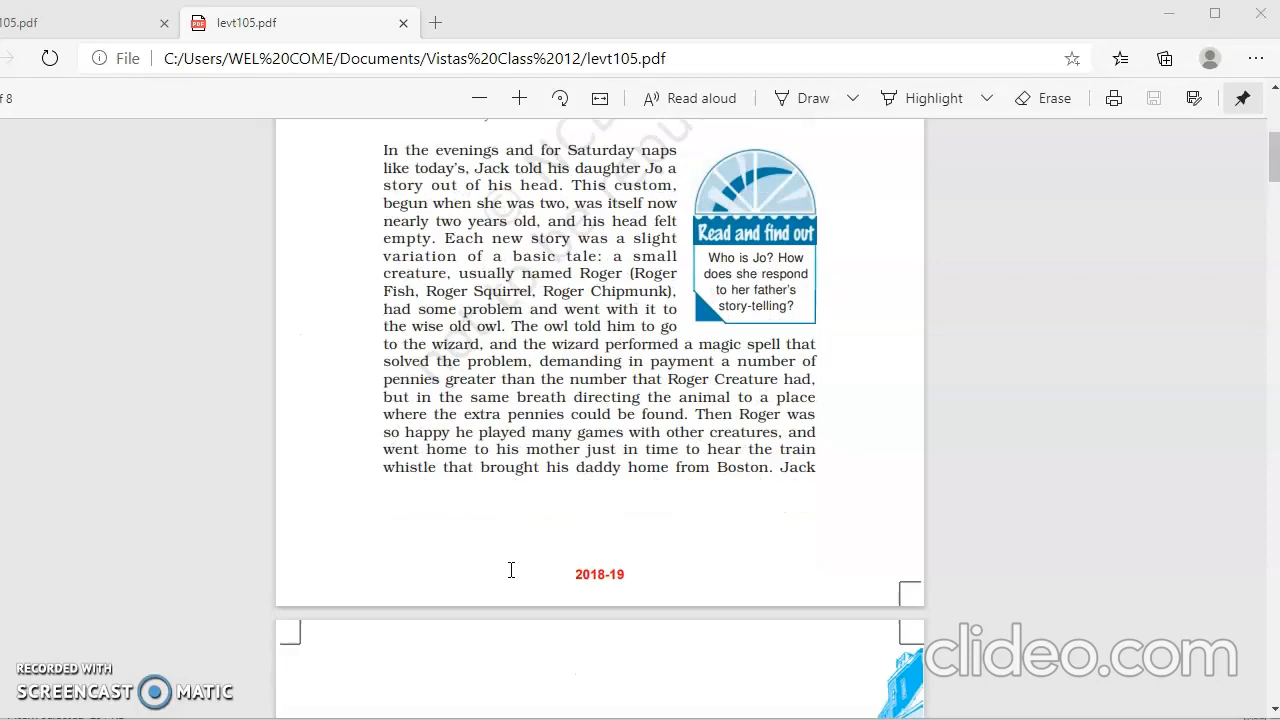 105.pdf
levt105.pdf
File
C:/Users/WEL%20COME/Documents/Vistas%20Class%2012/levt105.pdf
of 8
Read aloud
Draw
Highlight
Erase
In the evenings and for Saturday naps
like today's, Jack told his daughter Jo a
story out of his head. This custom,
begun when she was two, was itself now
nearly two years old, and his head felt
empty. Each new story was a slight
variation of a basic tale: a small
creature, usually named Roger (Roger
Fish, Roger Squirrel, Roger Chipmunk),
had some problem and went with it to
the wise old owl. The owl told him to go
to the wizard, and the wizard performed a magic spell that
solved the problem, demanding in payment a number of
pennies greater than the number that Roger Creature had,
but in the same breath directing the animal to a place
where the extra pennies could be found. Then Roger was
so happy he played many games with other creatures, and
went home to his mother just in time to hear the train
whistle that brought his daddy home from Boston. Jack
Read and find out
Who is Jo? How
does she respond
to her father's
story-telling?
not to be
2018-19
RECORDED WITH
SCREENCAST MATIC
clideo.com